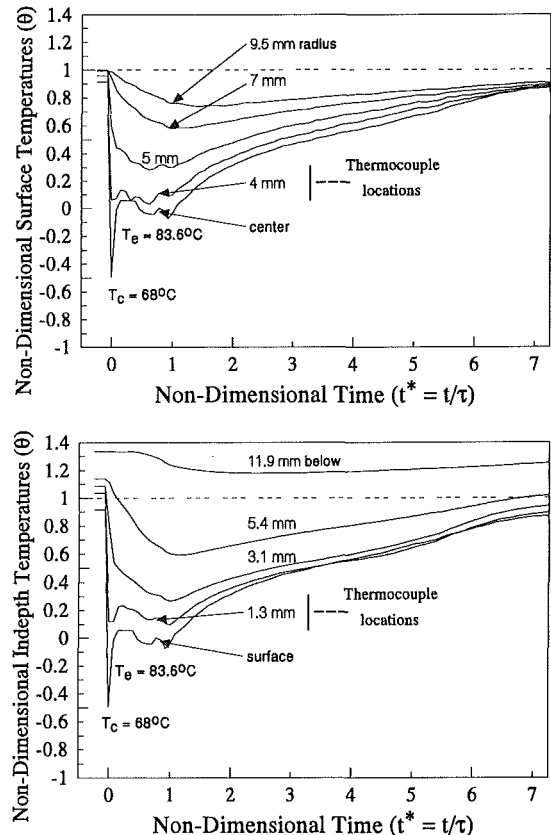 Non-Dimensional Surface Temperatures (θ)
1.4
1.2
1
0.8
0.6
0.4
0.2
0
-0.2
-0.4
-0.6
-0.8
-1
9.5 mm radius
7 mm
5 mm
4 mm
center
Thermocouple
locations
Te = 83.6ºC
Tc = 68ºC
0 1 2 3 4 5 6 7
Non-Dimensional Time (t* = t/τ)
Non-Dimensional Indepth Temperatures (θ)
1.4
1.2
1
0.8
0.6
0.4
0.2
0
-0.2
-0.4
-0.6
-0.8
-1
11.9 mm below
5.4 mm
3.1 mm
1.3 mm
surface
Thermocouple
locations
Te = 83.6ºC
Tc = 68ºC
0 1 2 3 4 5 6 7
Non-Dimensional Time (t* = t/τ)